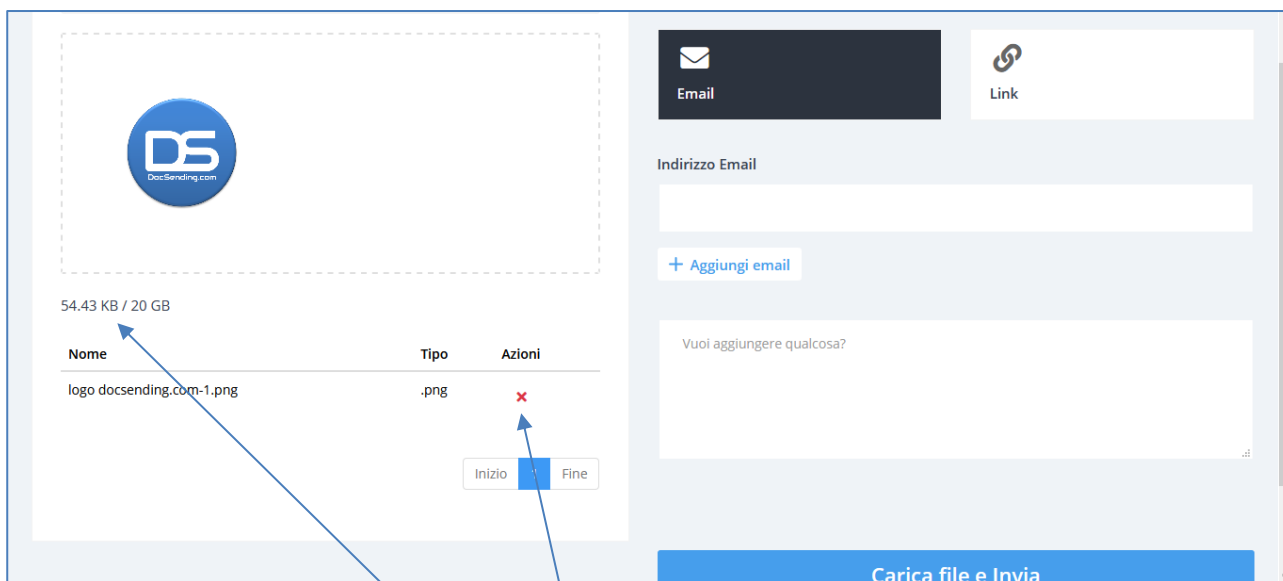 DS
DocSending.com
54.43 KB / 20 GB
Nome Tipo Azioni
logo docsending.com-1.png .png
Inizio
Fine
Email
Link
Indirizzo Email
+ Aggiungi email
Vuoi aggiungere qualcosa?
Carica file e Invia